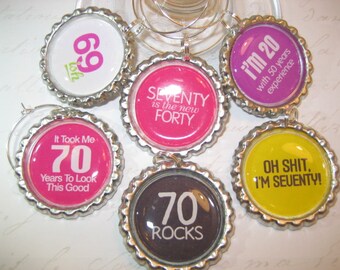 69
ish
SEVENTY
is the new
FORTY
I'm 20
with 50 years
experience
It Took Me
70
Years To Look
This Good
70
ROCKS
OH SHIT,
I'M SEVENTY!